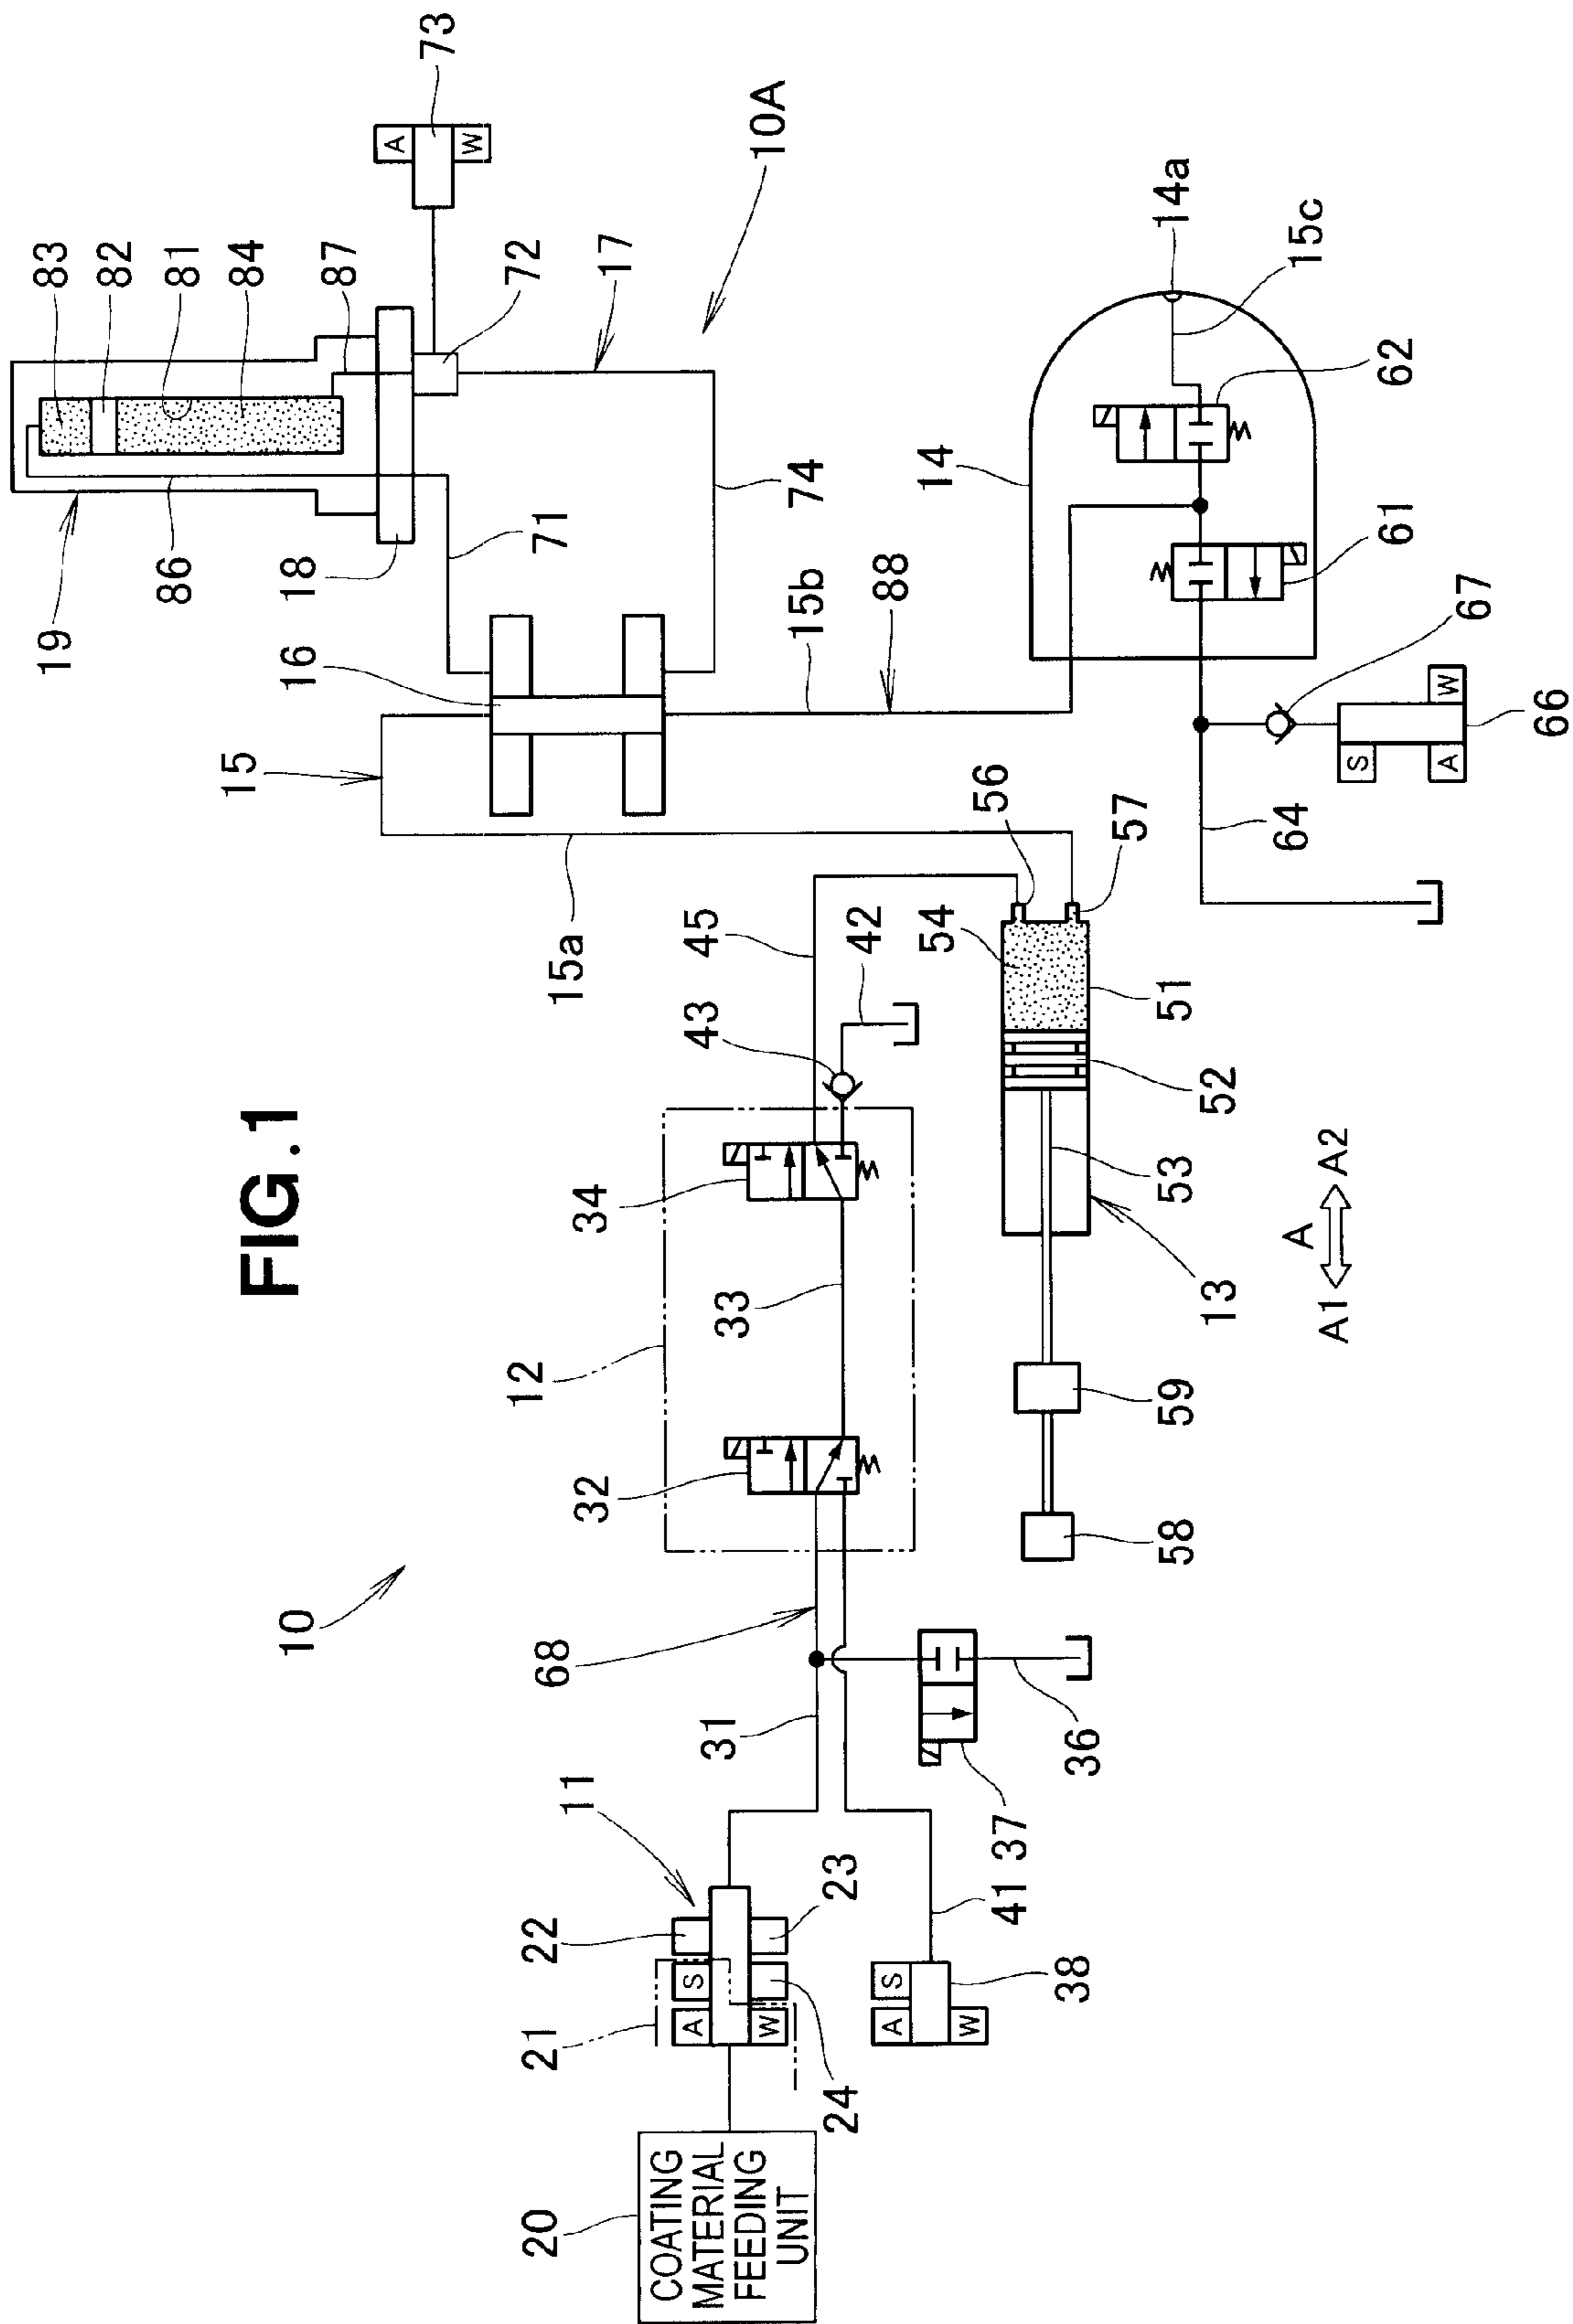 FIG.1
10
10A
19
83
82
81
84
87
73
A
W
86
18
71
72
17
74
16
15
15b
88
15a
14
14a
15c
62
61
67
66
S
A
W
64
12
32
33
34
43
42
45
54
56
57
51
52
53
13
59
58
A
A1
A2
68
31
36
37
11
22
23
21
24
A
S
W
41
38
A
S
W
20
COATING
MATERIAL
FEEDING
UNIT